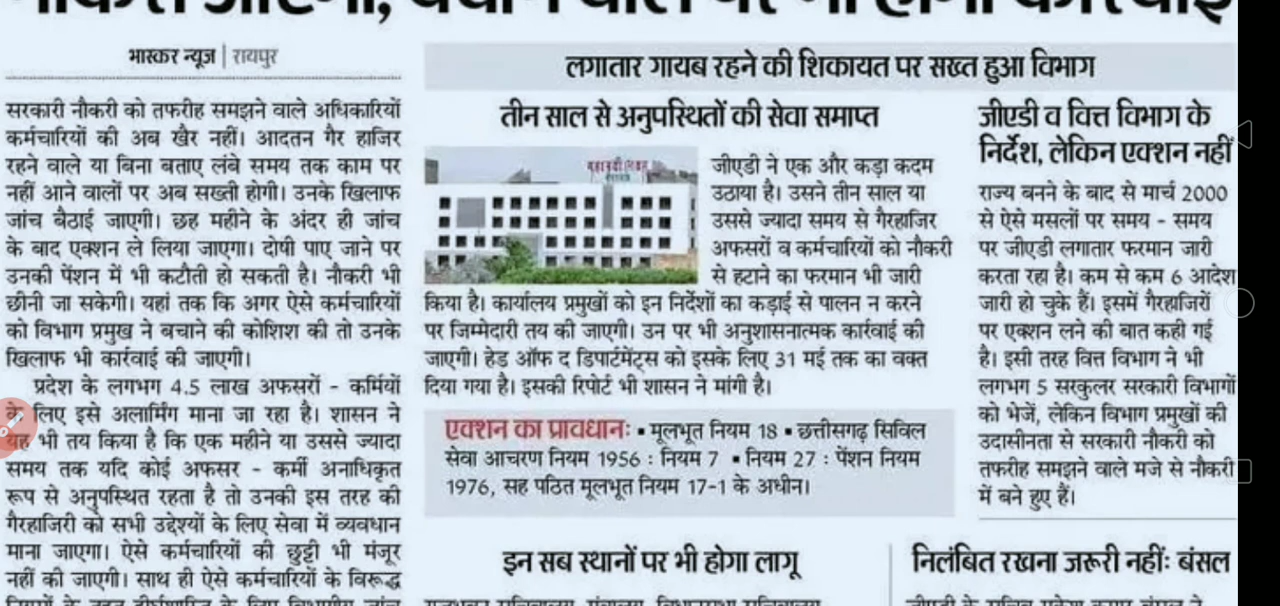 भास्कर न्यूज | रायपुर
सरकारी नौकरी को तफरीह समझने वाले अधिकारियों
कर्मचारियों की अब खैर नहीं। आदतन गैर हाजिर
रहने वाले या बिना बताए लंबे समय तक काम पर
नहीं आने वालों पर अब सख्ती होगी। उनके खिलाफ
जांच बैठाई जाएगी। छह महीने के अंदर ही जांच
के बाद एक्शन ले लिया जाएगा। दोषी पाए जाने पर
उनकी पेंशन में भी कटौती हो सकती है। नौकरी भी
छीनी जा सकेगी। यहां तक कि अगर ऐसे कर्मचारियों
को विभाग प्रमुख ने बचाने की कोशिश की तो उनके
खिलाफ भी कार्रवाई की जाएगी।
प्रदेश के लगभग 4.5 लाख अफसरों - कर्मियों
के लिए इसे अलार्मिंग माना जा रहा है। शासन ने
यह भी तय किया है कि एक महीने या उससे ज्यादा
समय तक यदि कोई अफसर - कर्मी अनाधिकृत
रूप से अनुपस्थित रहता है तो उनकी इस तरह की
गैरहाजिरी को सभी उद्देश्यों के लिए सेवा में व्यवधान
माना जाएगा। ऐसे कर्मचारियों की छुट्टी भी मंजूर
नहीं की जाएगी। साथ ही ऐसे कर्मचारियों के विरूद्ध
लगातार गायब रहने की शिकायत पर सख्त हुआ विभाग
तीन साल से अनुपस्थितों की सेवा समाप्त
जीएडी ने एक और कड़ा कदम
उठाया है। उसने तीन साल या
उससे ज्यादा समय से गैरहाजिर
अफसरों व कर्मचारियों को नौकरी
से हटाने का फरमान भी जारी
किया है। कार्यालय प्रमुखों को इन निर्देशों का कड़ाई से पालन न करने
पर जिम्मेदारी तय की जाएगी। उन पर भी अनुशासनात्मक कार्रवाई की
जाएगी। हेड ऑफ द डिपार्टमेंट्स को इसके लिए 31 मई तक का वक्त
दिया गया है। इसकी रिपोर्ट भी शासन ने मांगी है।
एक्शन का प्रावधानः ▪ मूलभूत नियम 18 ▪ छत्तीसगढ़ सिविल
सेवा आचरण नियम 1956 : नियम 7 ▪ नियम 27 : पेंशन नियम
1976, सह पठित मूलभूत नियम 17-1 के अधीन।
जीएडी व वित्त विभाग के
निर्देश, लेकिन एक्शन नहीं
राज्य बनने के बाद से मार्च 2000
से ऐसे मसलों पर समय - समय
पर जीएडी लगातार फरमान जारी
करता रहा है। कम से कम 6 आदेश
जारी हो चुके हैं। इसमें गैरहाजिरों
पर एक्शन लेने की बात कही गई
है। इसी तरह वित्त विभाग ने भी
लगभग 5 सरकुलर सरकारी विभागों
को भेजें, लेकिन विभाग प्रमुखों की
उदासीनता से सरकारी नौकरी को
तफरीह समझने वाले मजे से नौकरी
में बने हुए हैं।
इन सब स्थानों पर भी होगा लागू
निलंबित रखना जरूरी नहींः बंसल